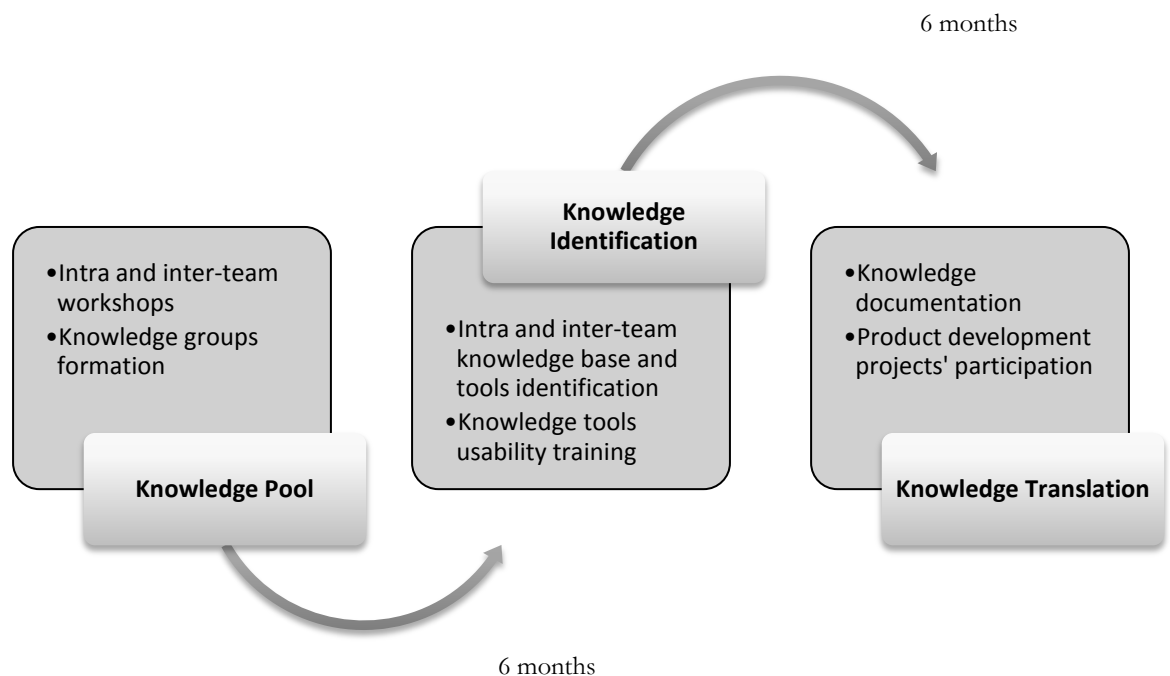 6 months
•Intra and inter-team
workshops
•Knowledge groups
formation
Knowledge Pool
Knowledge
Identification
•Intra and inter-team
knowledge base and
tools identification
•Knowledge tools
usability training
•Knowledge
documentation
•Product development
projects' participation
Knowledge Translation
6 months